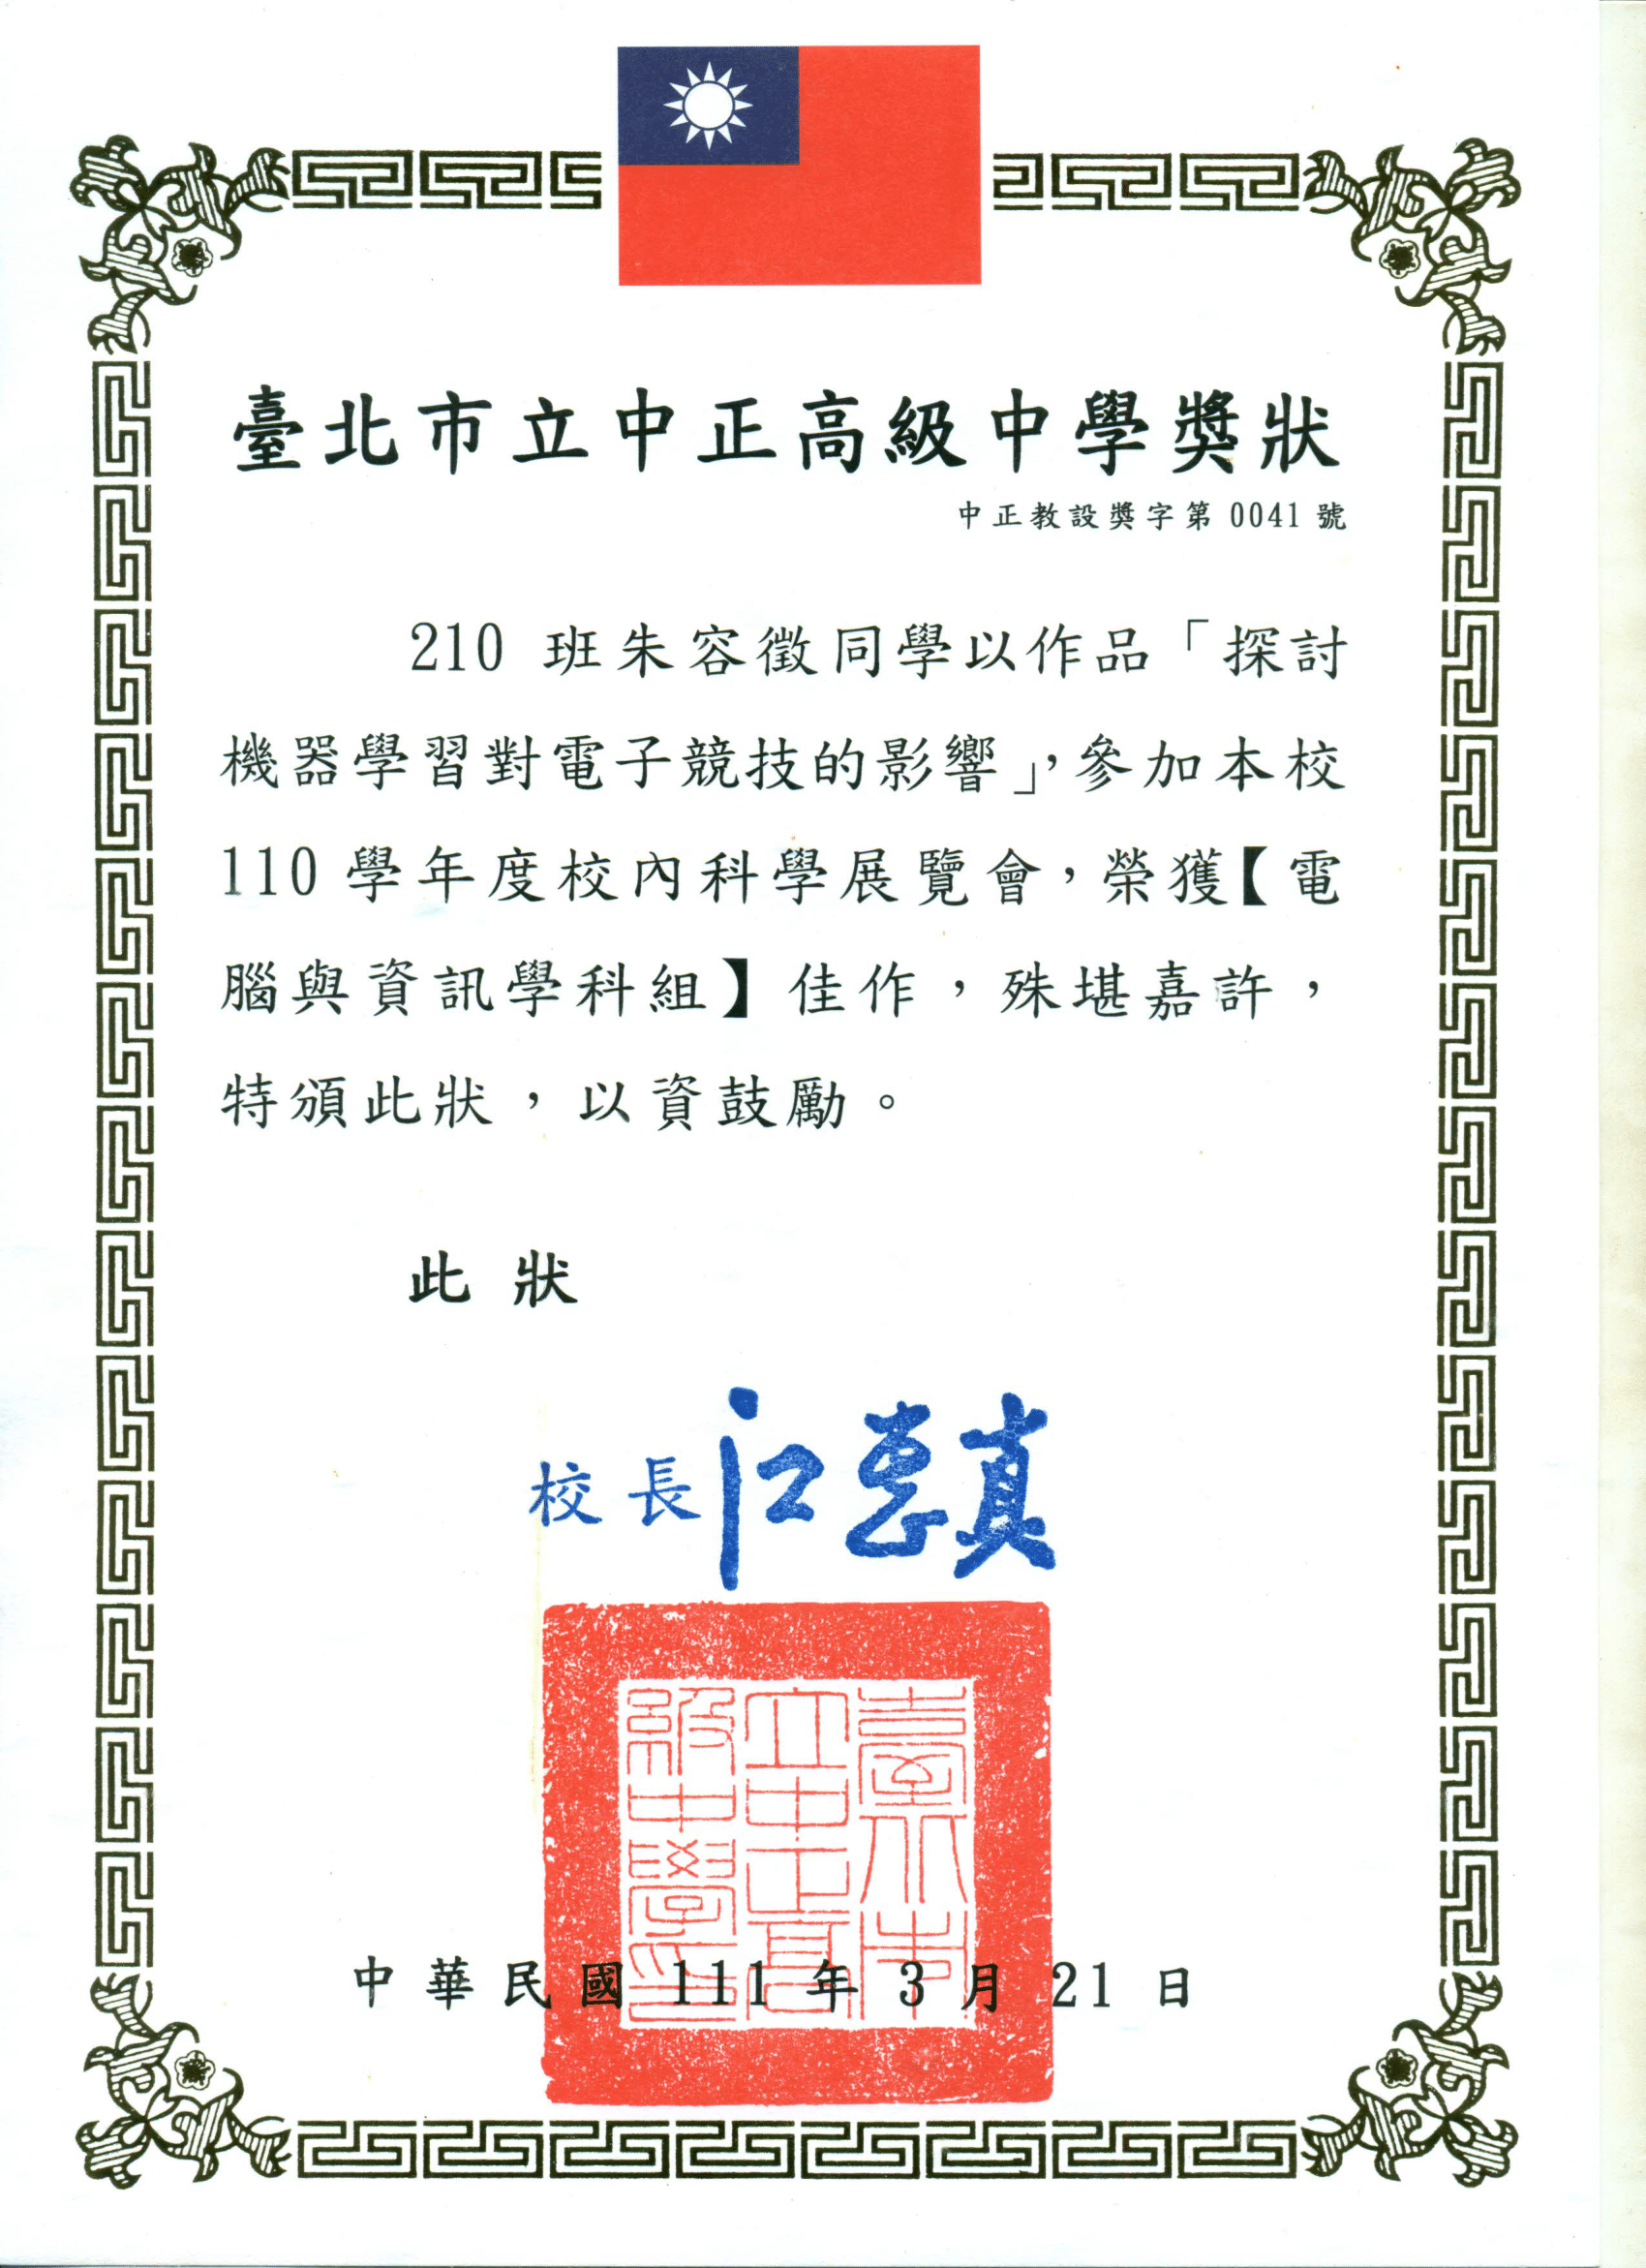 臺北市立中正高級中學獎狀
中正教設獎字第 0041 號
210 班朱容徵同學以作品「探討
機器學習對電子競技的影響」，參加本校
110 學年度校內科學展覽會，榮獲【電
腦與資訊學科組】佳作，殊堪嘉許，
特頒此狀，以資鼓勵。
此狀
校長 江惠真
臺北市立中正高級中學印
中華民國 111 年 3 月 21 日